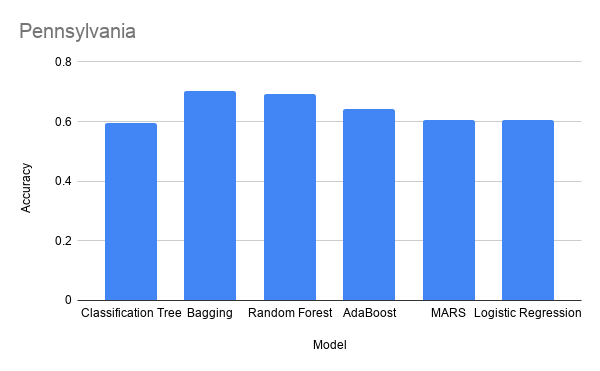 Pennsylvania
0.8
0.6
0.4
0.2
0
Accuracy
Classification Tree Bagging Random Forest AdaBoost MARS Logistic Regression
Model